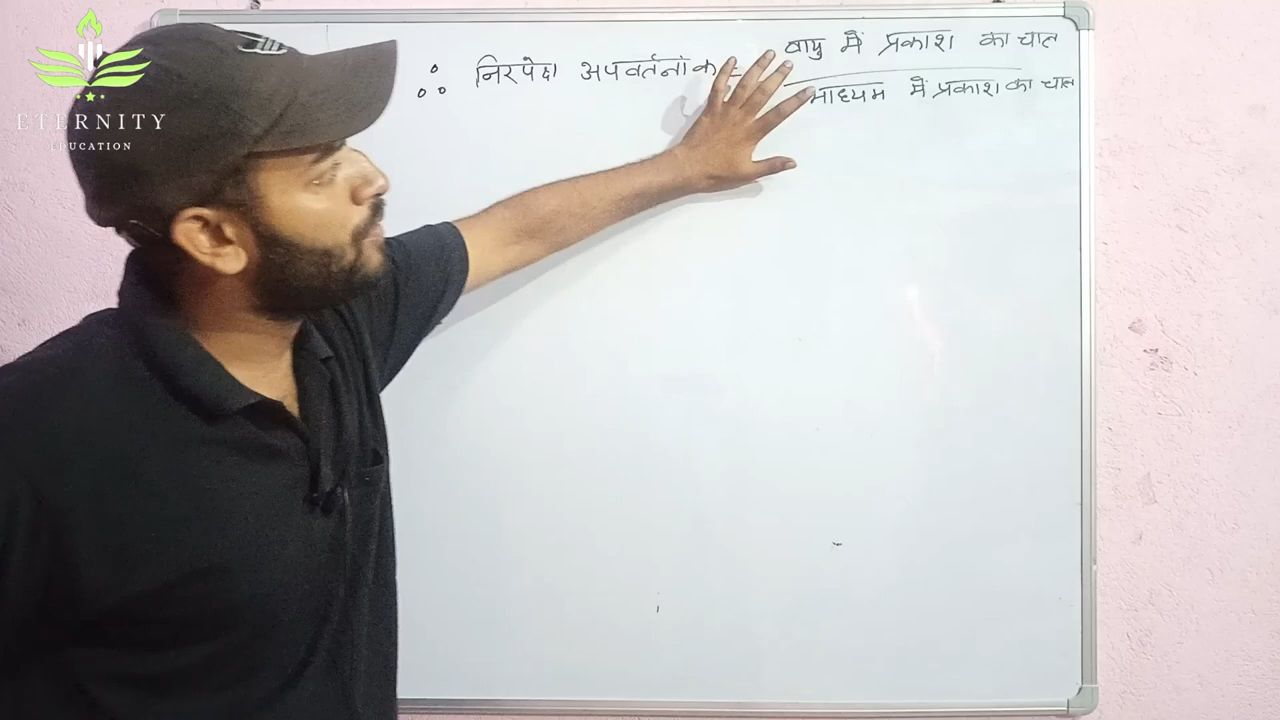 ETERNITY
EDUCATION
∴ निरपेक्ष अपवर्तनांक =
वायु में प्रकाश का चाल
माध्यम में प्रकाश का चाल